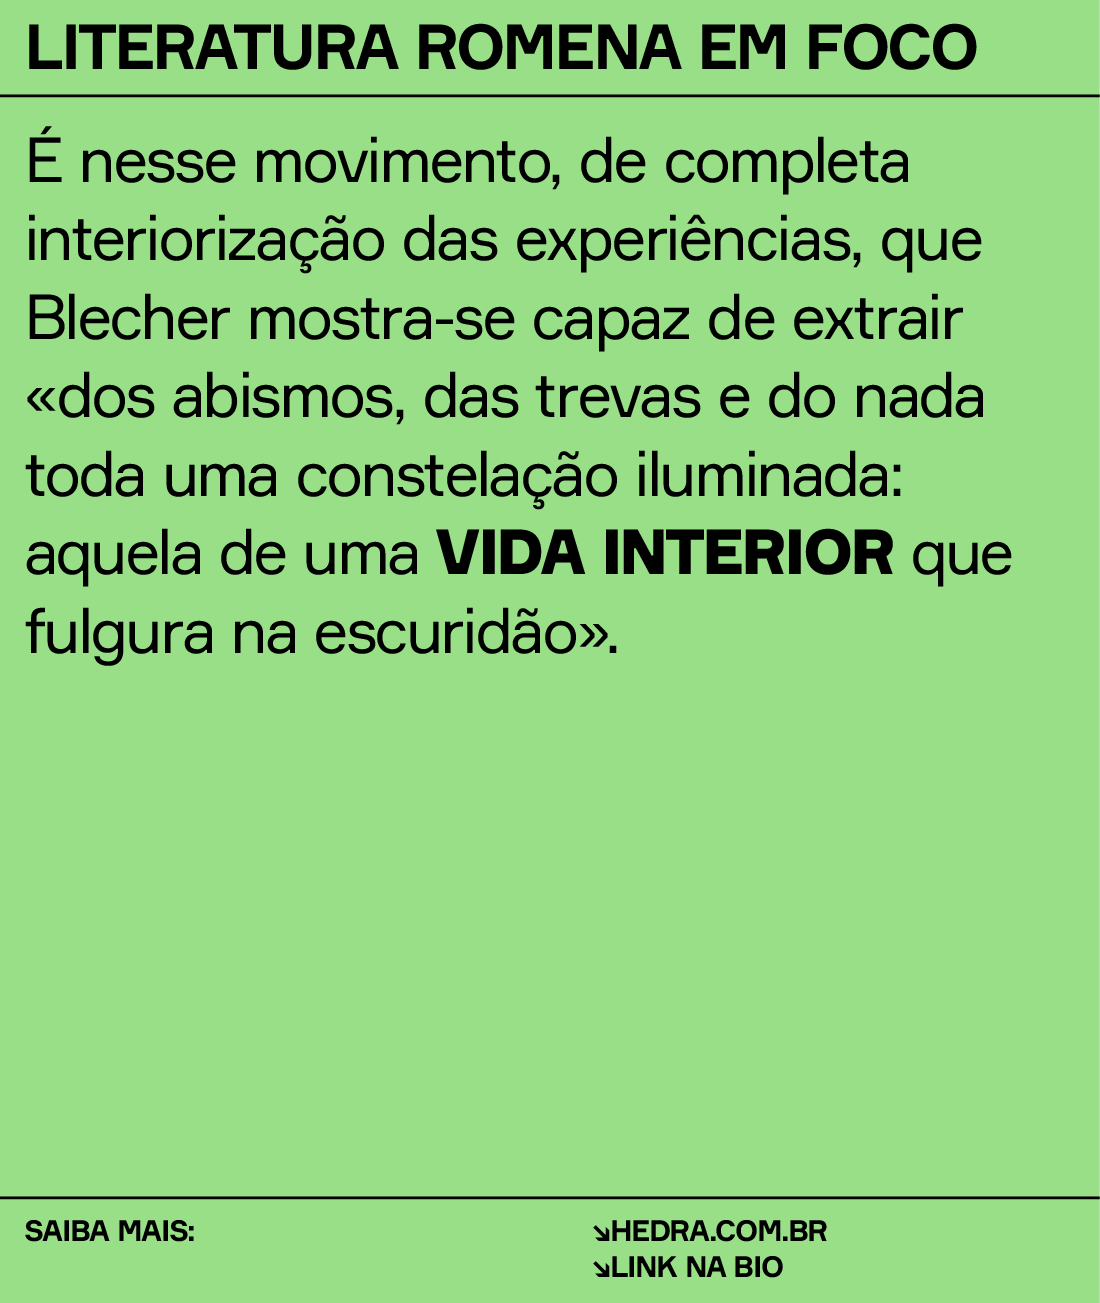 LITERATURA ROMENA EM FOCO
É nesse movimento, de completa
interiorização das experiências, que
Blecher mostra-se capaz de extrair
«dos abismos, das trevas e do nada
toda uma constelação iluminada:
aquela de uma VIDA INTERIOR que
fulgura na escuridão».
SAIBA MAIS:
↘HEDRA.COM.BR
↘LINK NA BIO